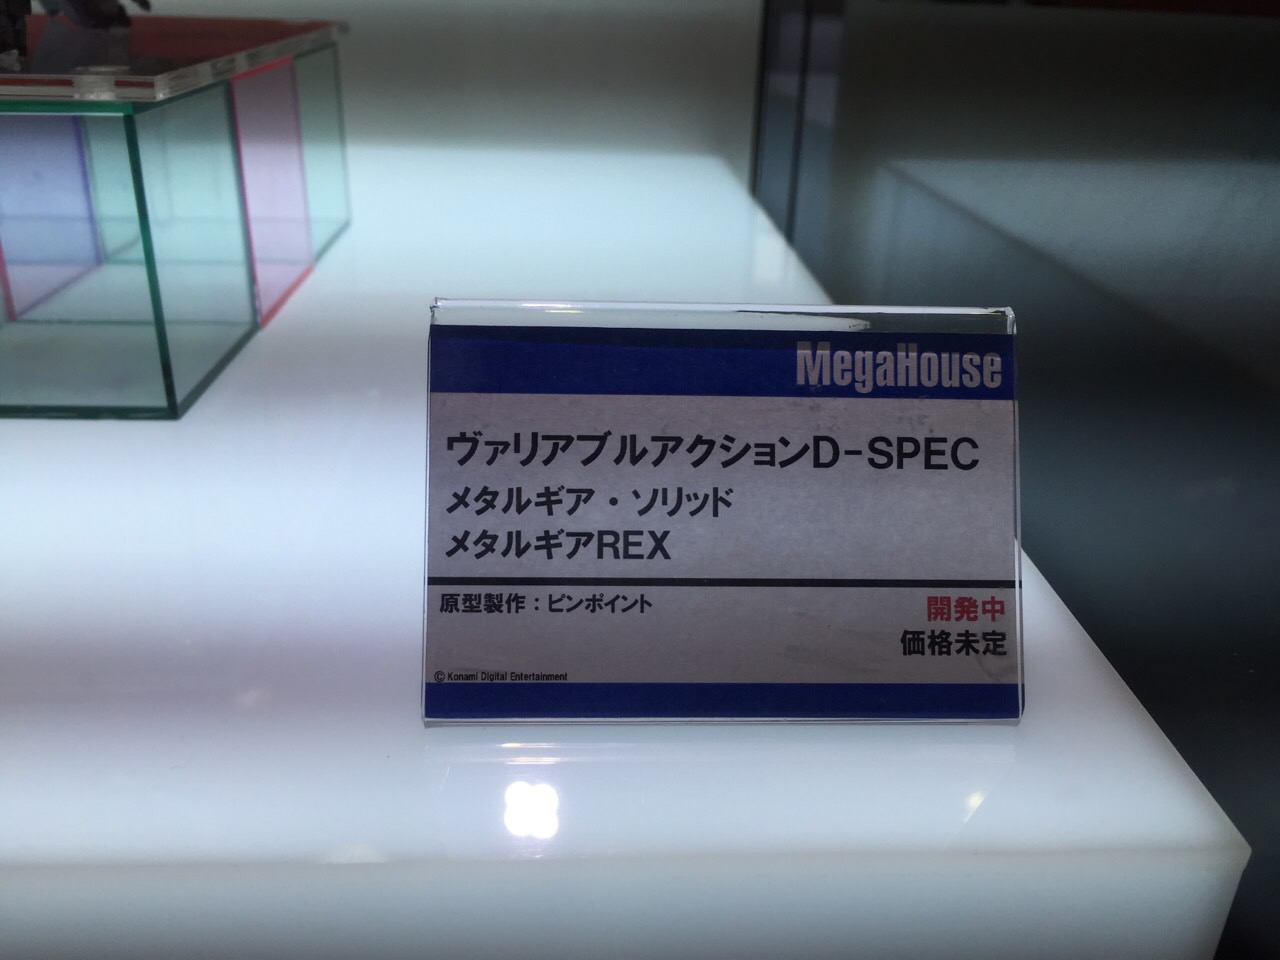 MegaHouse
ヴァリアブルアクションD-SPEC
メタルギア・ソリッド
メタルギアREX
原型製作：ピンポイント
開発中
価格未定
© Konami Digital Entertainment